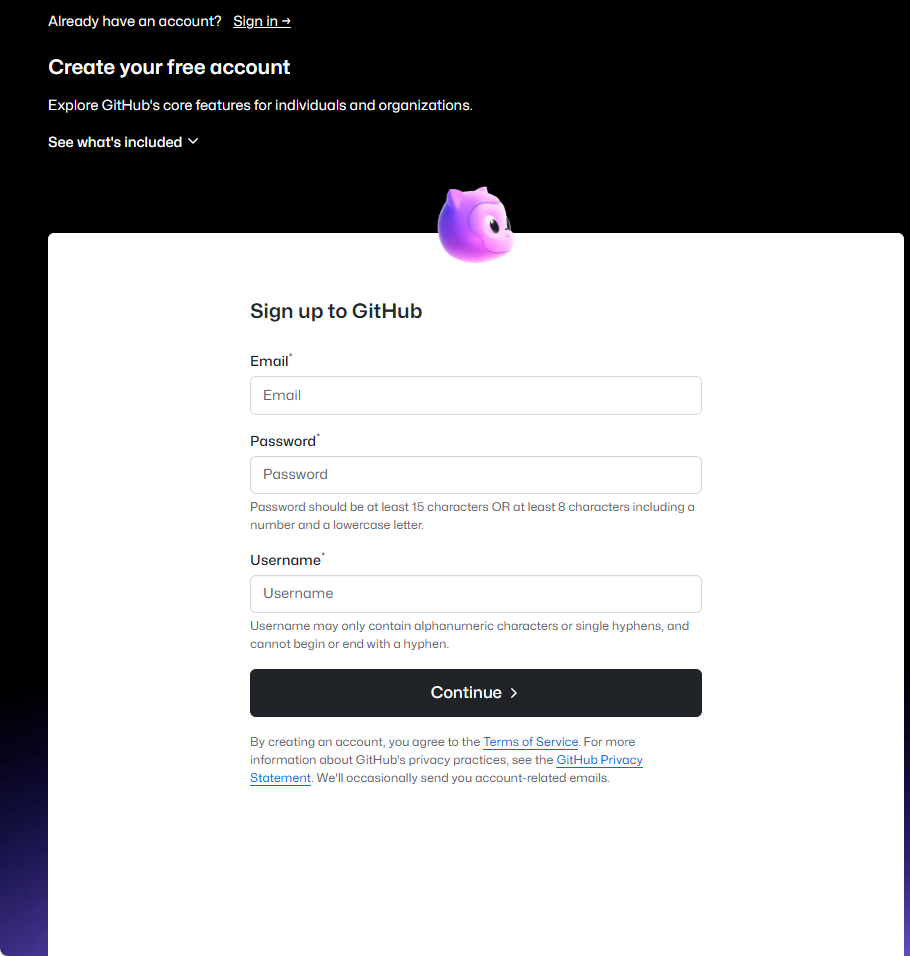 Already have an account? Sign in →
Create your free account
Explore GitHub's core features for individuals and organizations.
See what's included
Sign up to GitHub
Email*
Email
Password*
Password
Password should be at least 15 characters OR at least 8 characters including a
number and a lowercase letter.
Username*
Username
Username may only contain alphanumeric characters or single hyphens, and
cannot begin or end with a hyphen.
Continue
By creating an account, you agree to the Terms of Service. For more
information about GitHub's privacy practices, see the GitHub Privacy
Statement. We'll occasionally send you account-related emails.